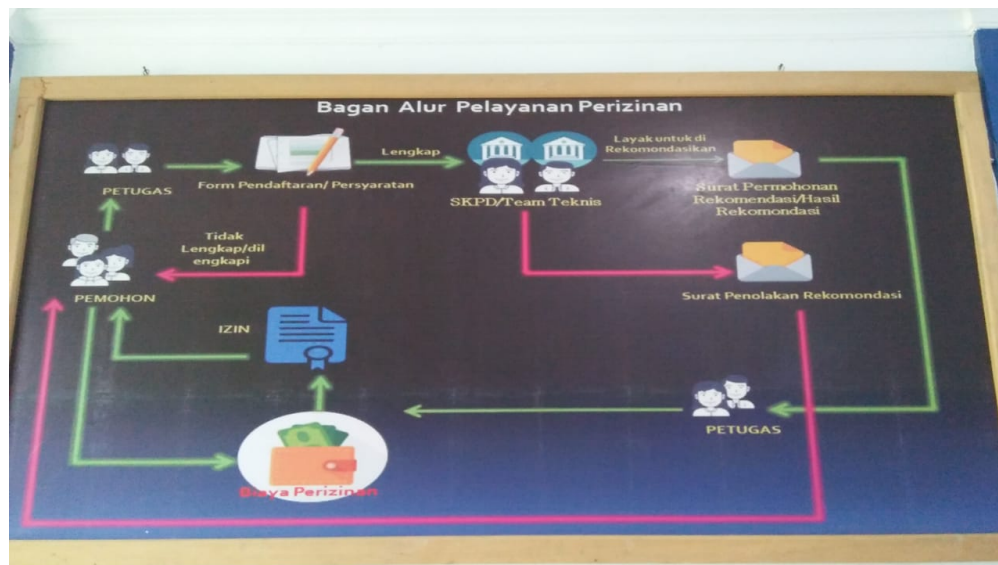 Bagan Alur Pelayanan Perizinan
PETUGAS
Form Pendaftaran/ Persyaratan
Lengkap
SKPD/Team Teknis
Layak untuk di
Rekomondasikan
Surat Permohonan
Rekomendasi/Hasil
Rekomondasi
Tidak
Lengkap/dil
engkapi
PEMOHON
Surat Penolakan Rekomondasi
IZIN
PETUGAS
Biaya Perizinan